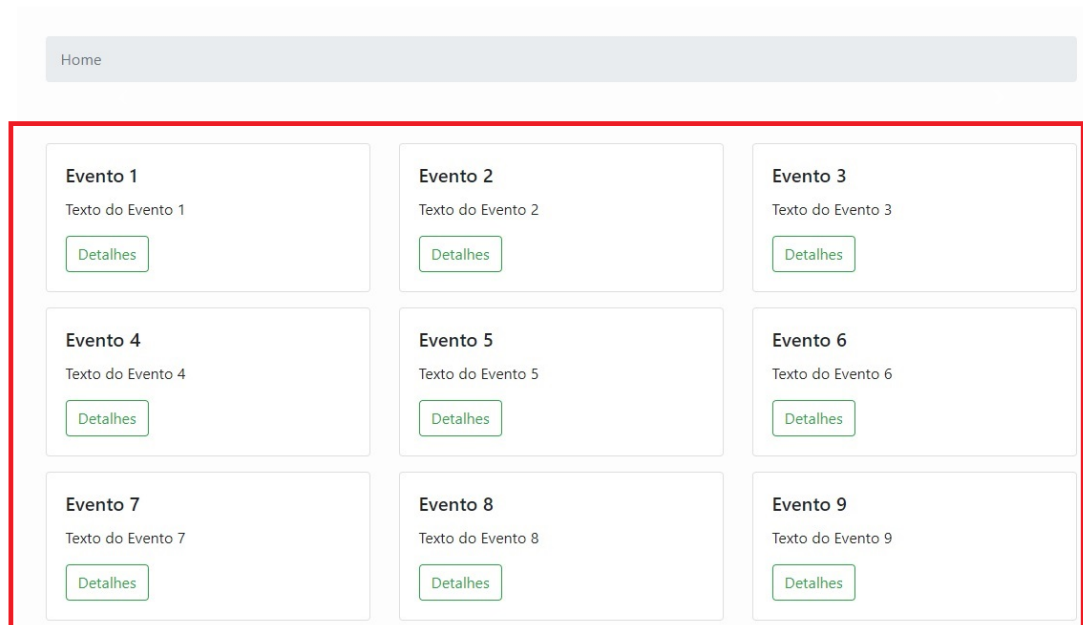 Home
Evento 1
Texto do Evento 1
Detalhes
Evento 2
Texto do Evento 2
Detalhes
Evento 3
Texto do Evento 3
Detalhes
Evento 4
Texto do Evento 4
Detalhes
Evento 5
Texto do Evento 5
Detalhes
Evento 6
Texto do Evento 6
Detalhes
Evento 7
Texto do Evento 7
Detalhes
Evento 8
Texto do Evento 8
Detalhes
Evento 9
Texto do Evento 9
Detalhes